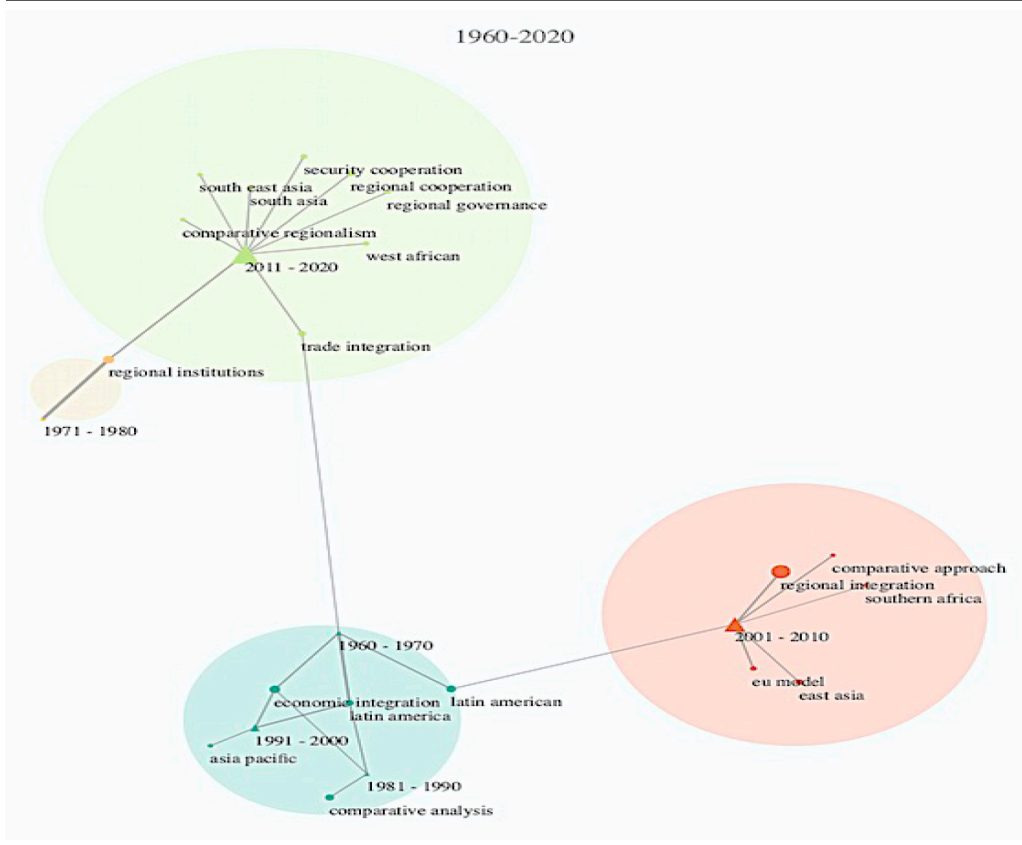 1960-2020
security cooperation
south east asia
regional cooperation
south asia
regional governance
comparative regionalism
west african
2011 - 2020
trade integration
regional institutions
1971 - 1980
comparative approach
regional integration
southern africa
2001 - 2010
1960 - 1970
eu model
east asia
economic integration
latin american
latin america
1991 - 2000
asia pacific
1981 - 1990
comparative analysis